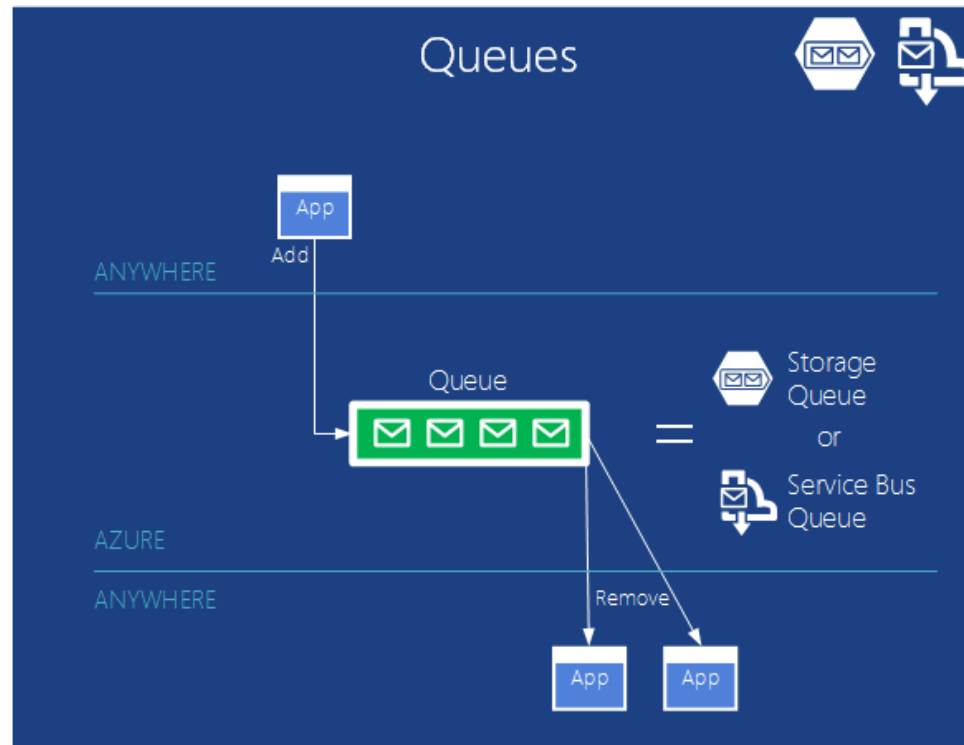 Queues
App
Add
ANYWHERE
Queue
Storage
Queue
or
Service Bus
Queue
AZURE
ANYWHERE
Remove
App
App